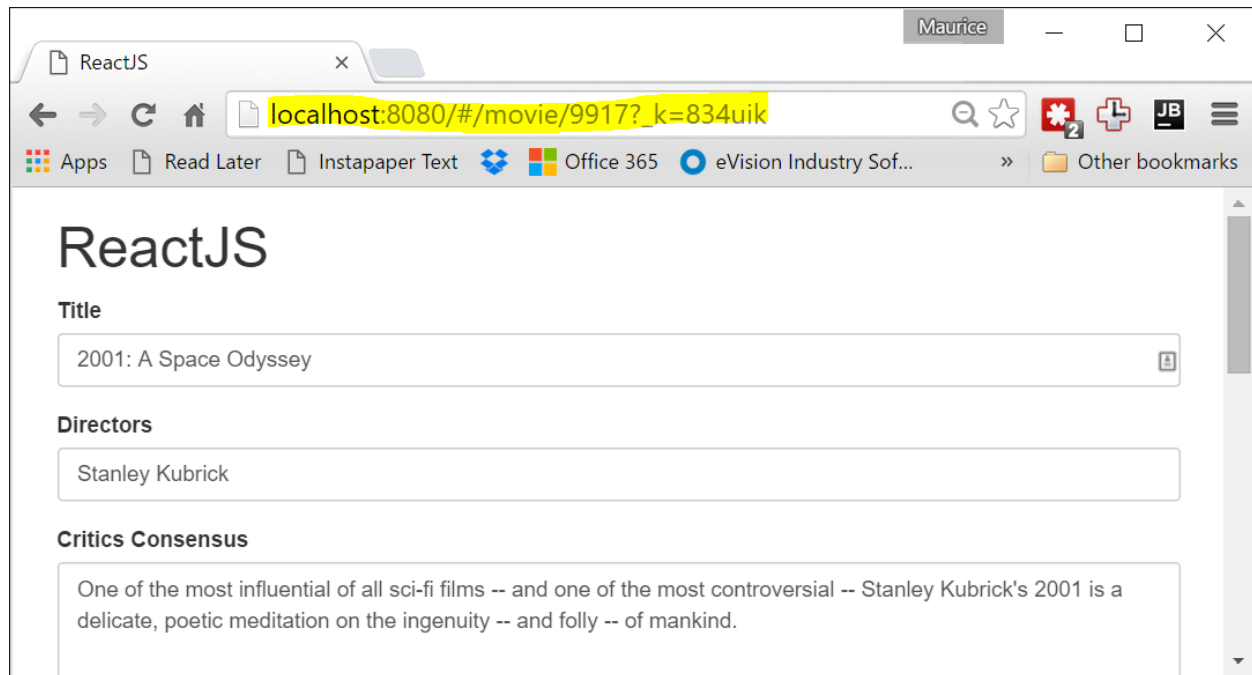 Maurice
ReactJS
localhost:8080/#/movie/9917?_k=834uik
2
JB
Apps Read Later Instapaper Text Office 365 eVision Industry Sof... » Other bookmarks
ReactJS
Title
2001: A Space Odyssey
Directors
Stanley Kubrick
Critics Consensus
One of the most influential of all sci-fi films -- and one of the most controversial -- Stanley Kubrick's 2001 is a
delicate, poetic meditation on the ingenuity -- and folly -- of mankind.